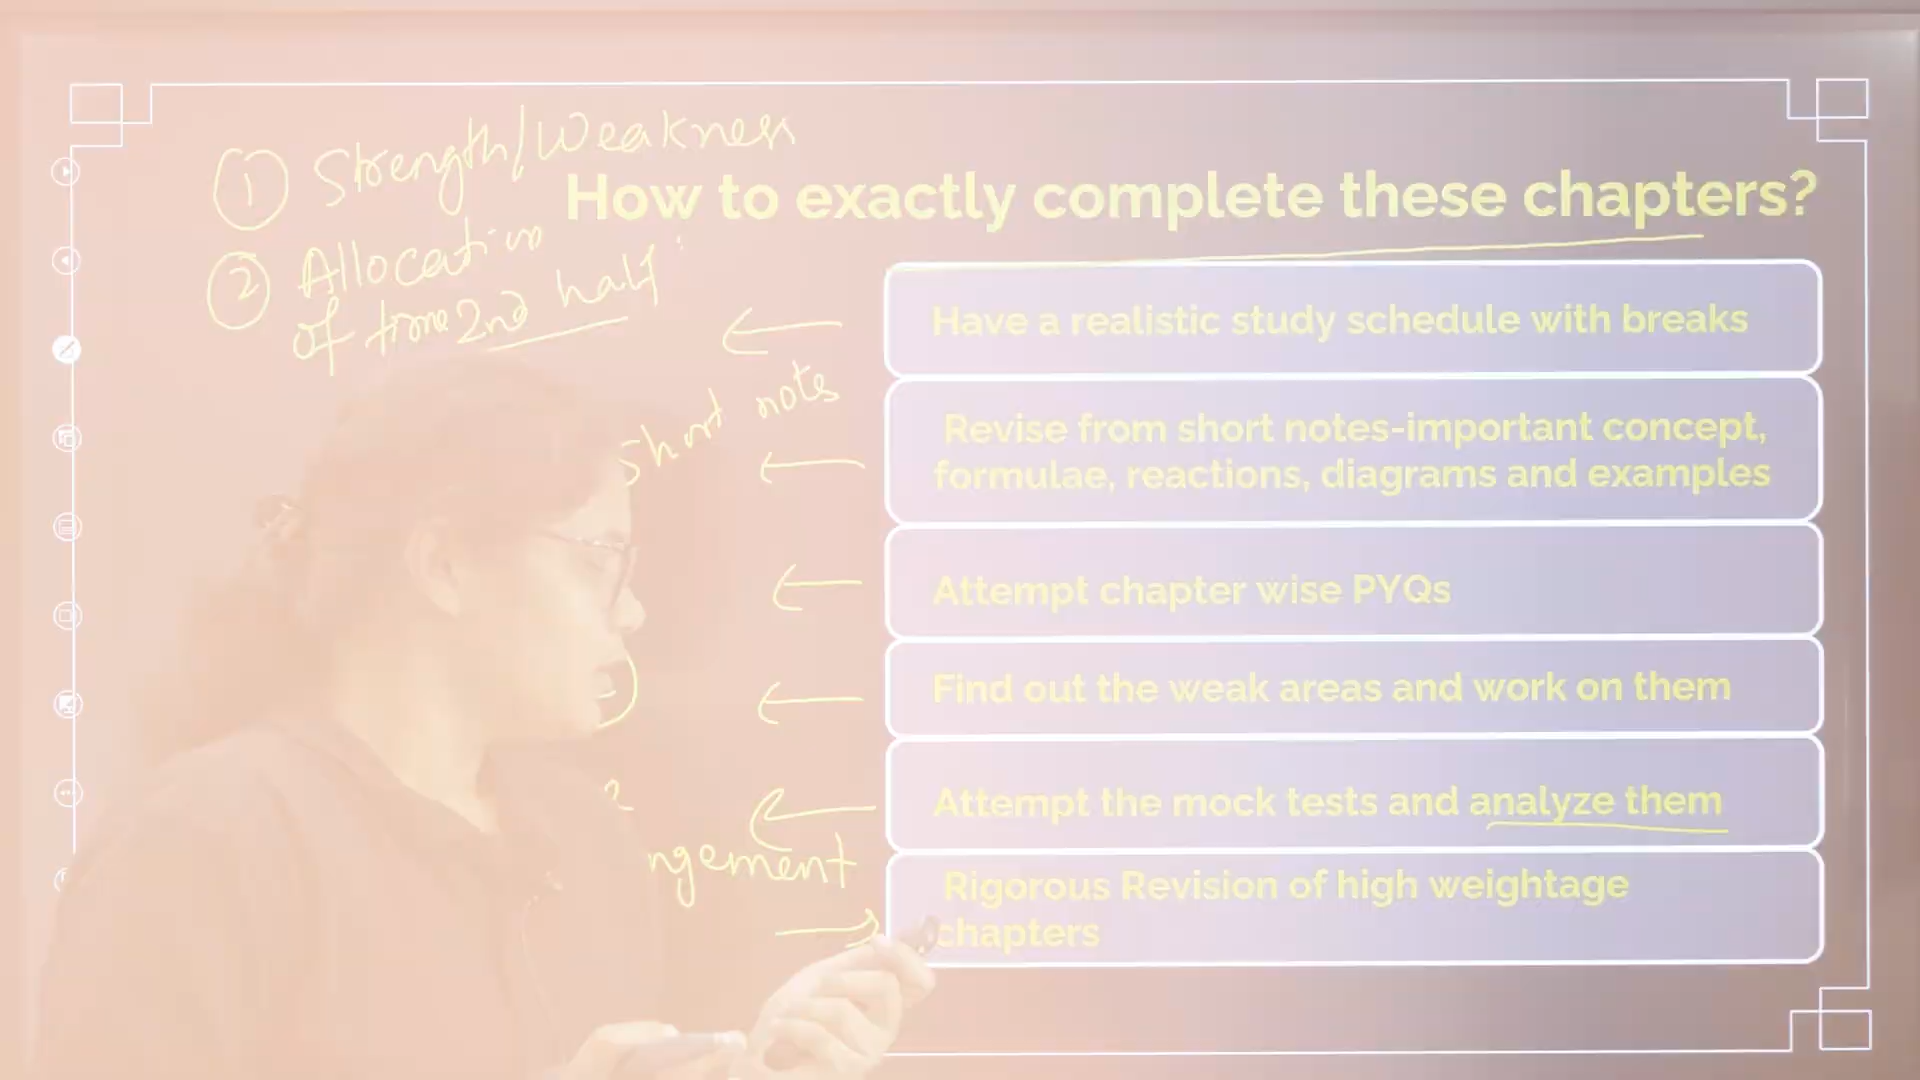 ① Strength/Weakness
How to exactly complete these chapters?
② Allocation
of time 2nd half
Have a realistic study schedule with breaks
Short notes
Revise from short notes-important concept,
formulae, reactions, diagrams and examples
Attempt chapter wise PYQs
Find out the weak areas and work on them
Attempt the mock tests and analyze them
ngement
Rigorous Revision of high weightage
chapters